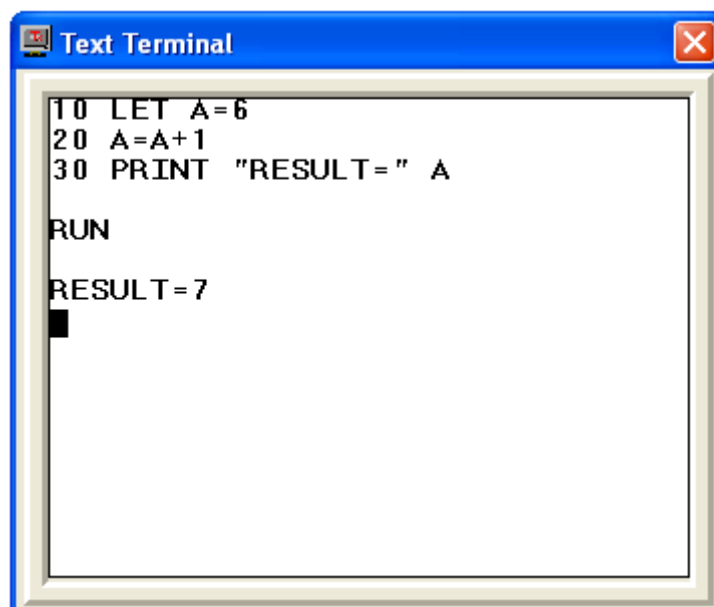 Text Terminal
10 LET A=6
20 A=A+1
30 PRINT "RESULT=" A
RUN
RESULT=7